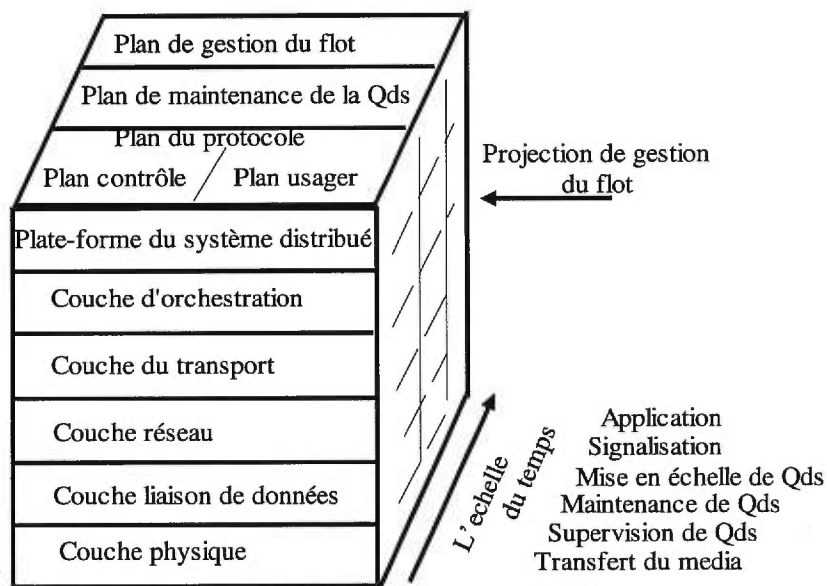 Plan de gestion du flot
Plan de maintenance de la Qds
Plan du protocole
Plan contrôle
Plan usager
Plate-forme du système distribué
Couche d'orchestration
Couche du transport
Couche réseau
Couche liaison de données
Couche physique
Projection de gestion
du flot
L'echelle
du temps
Application
Signalisation
Mise en échelle de Qds
Maintenance de Qds
Supervision de Qds
Transfert du media